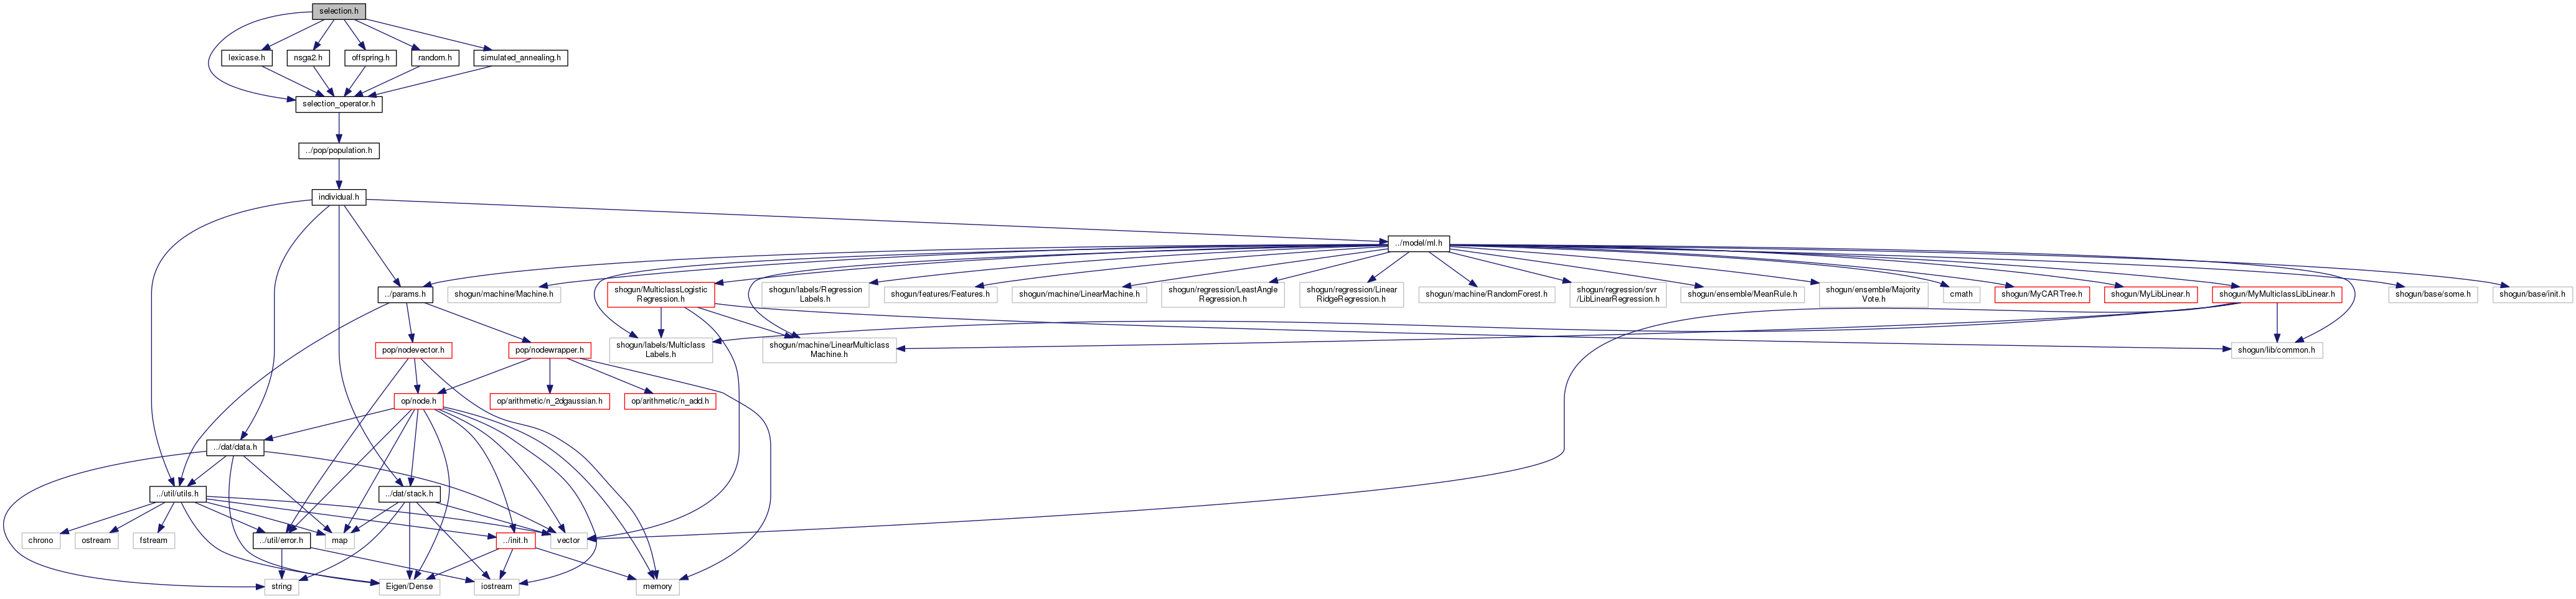 selection.h
lexicase.h
nsga2.h
offspring.h
random.h
simulated_annealing.h
selection_operator.h
../pop/population.h
individual.h
../model/ml.h
../params.h
shogun/machine/Machine.h
shogun/MulticlassLogistic
Regression.h
shogun/labels/Regression
Labels.h
shogun/features/Features.h
shogun/machine/LinearMachine.h
shogun/regression/LeastAngle
Regression.h
shogun/regression/Linear
RidgeRegression.h
shogun/machine/RandomForest.h
shogun/regression/svr
/LibLinearRegression.h
shogun/ensemble/MeanRule.h
shogun/ensemble/Majority
Vote.h
cmath
shogun/MyCARTree.h
shogun/MyLibLinear.h
shogun/MyMulticlassLibLinear.h
shogun/base/some.h
shogun/base/init.h
pop/nodevector.h
pop/nodewrapper.h
shogun/labels/Multiclass
Labels.h
shogun/machine/LinearMulticlass
Machine.h
shogun/lib/common.h
op/node.h
op/arithmetic/n_2dgaussian.h
op/arithmetic/n_add.h
../dat/data.h
../util/utils.h
../dat/stack.h
chrono
ostream
fstream
../util/error.h
map
../init.h
vector
string
Eigen/Dense
iostream
memory